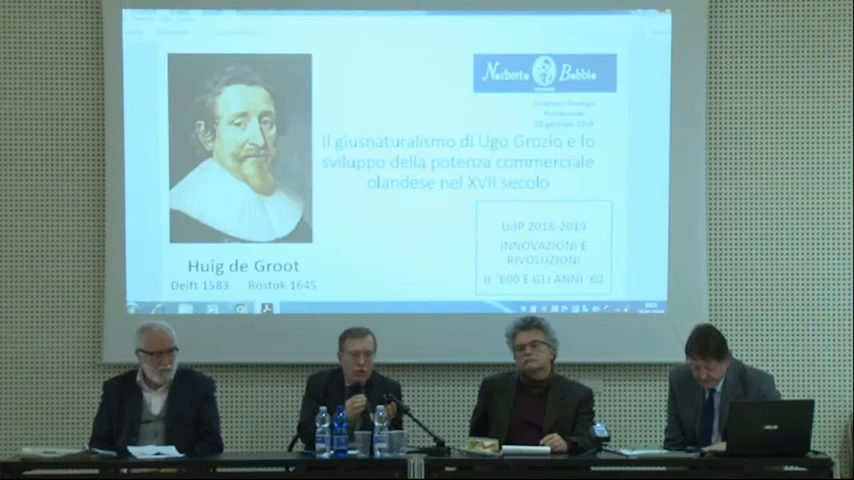 Norberto Bobbio
Il giusnaturalismo di Ugo Grozio e lo
sviluppo della potenza commerciale
olandese nel XVII secolo
UdP 2018-2019
INNOVAZIONI E
RIVOLUZIONI
IL '600 E GLI ANNI '60
Huig de Groot
Delft 1583 Rostok 1645